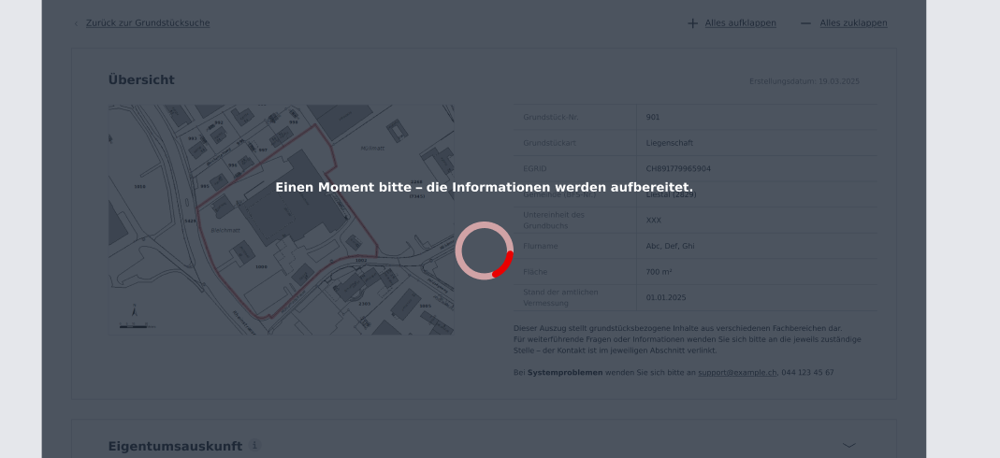 Zurück zur Grundstücksuche
Alles aufklappen
Alles zuklappen
Übersicht
Erstellungsdatum: 19.03.2025
Grundstück-Nr. 901
Grundstückart Liegenschaft
EGRID CH891779965904
Einen Moment bitte – die Informationen werden aufbereitet.
Untereinheit des Grundbuchs XXX
Flurname Abc, Def, Ghi
Fläche 700 m²
Stand der amtlichen Vermessung 01.01.2025
Dieser Auszug stellt grundstücksbezogene Inhalte aus verschiedenen Fachbereichen dar.
Für weiterführende Fragen oder Informationen wenden Sie sich bitte an die jeweils zuständige
Stelle – der Kontakt ist im jeweiligen Abschnitt verlinkt.
Bei Systemproblemen wenden Sie sich bitte an support@example.ch, 044 123 45 67
Eigentumsauskunft i